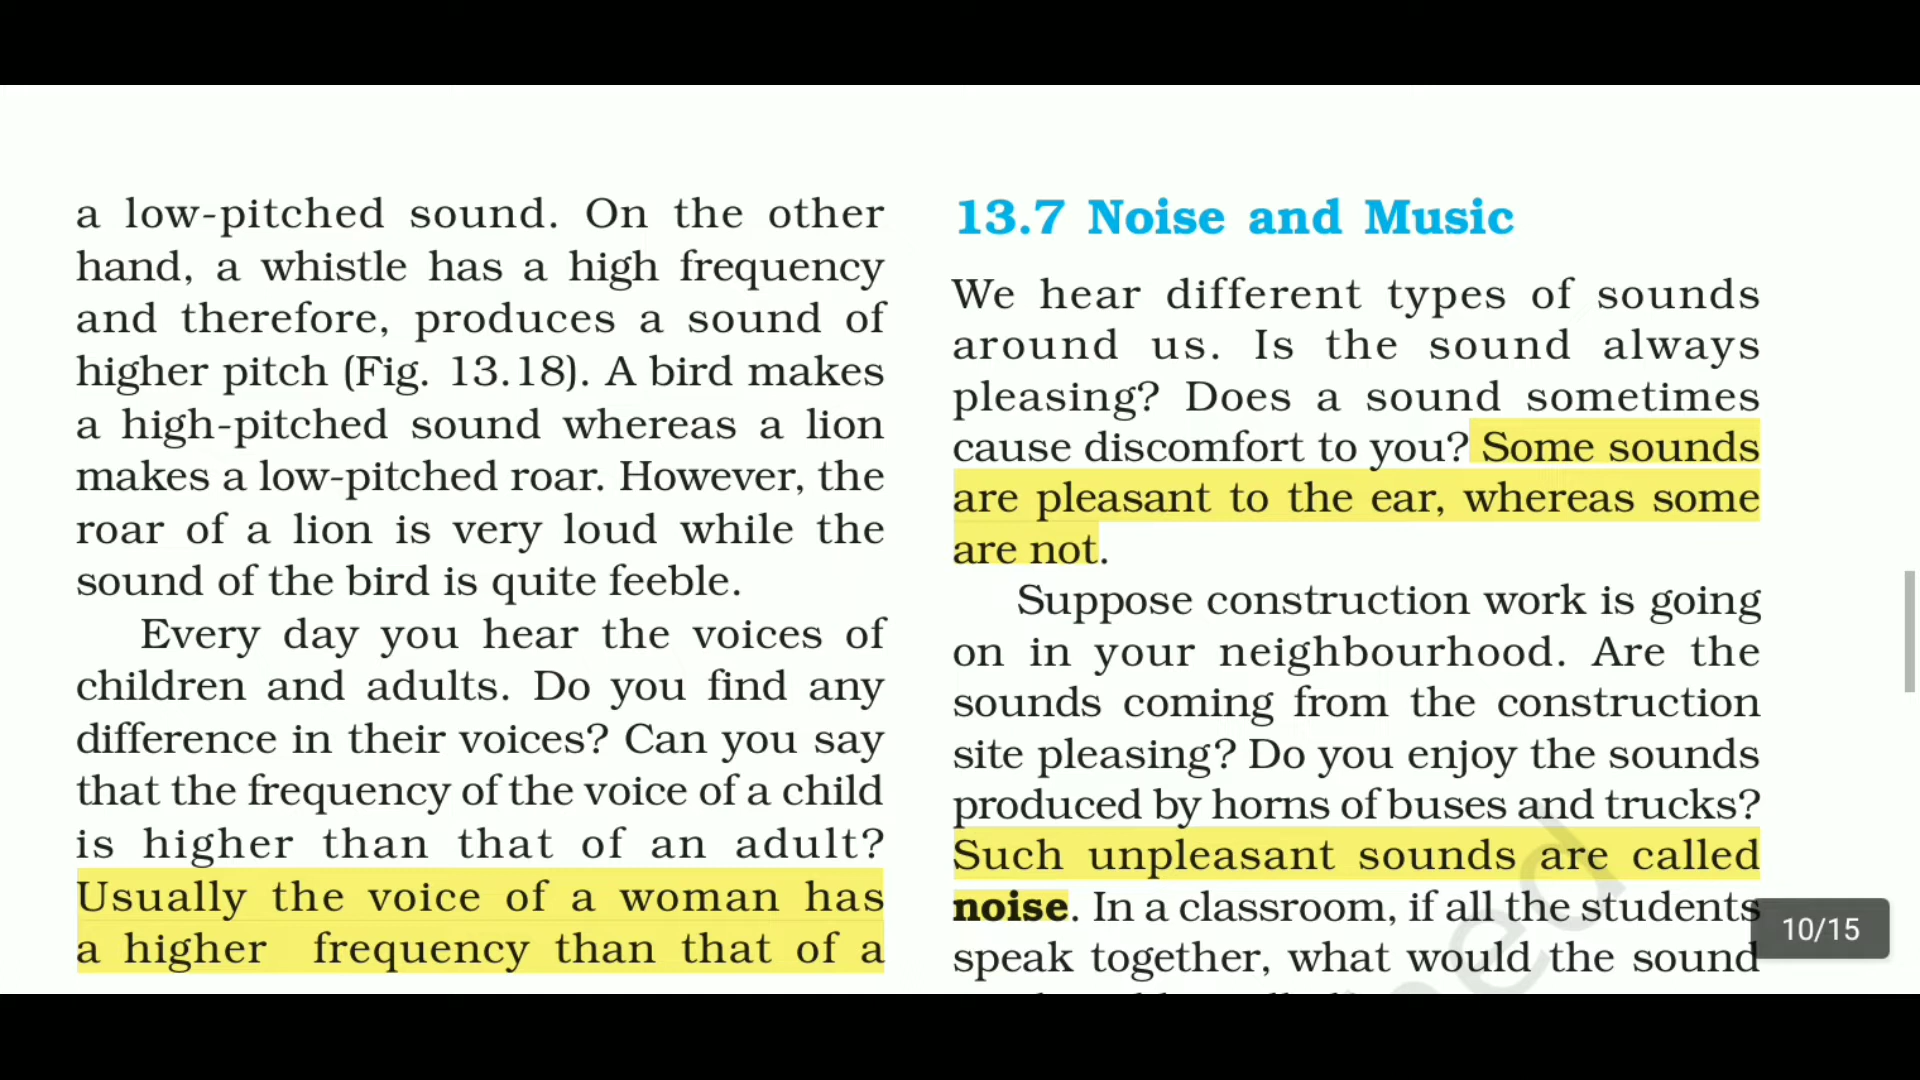 a low-pitched sound. On the other
hand, a whistle has a high frequency
and therefore, produces a sound of
higher pitch (Fig. 13.18). A bird makes
a high-pitched sound whereas a lion
makes a low-pitched roar. However, the
roar of a lion is very loud while the
sound of the bird is quite feeble.
Every day you hear the voices of
children and adults. Do you find any
difference in their voices? Can you say
that the frequency of the voice of a child
is higher than that of an adult?
Usually the voice of a woman has
a higher frequency than that of a
13.7 Noise and Music
We hear different types of sounds
around us. Is the sound always
pleasing? Does a sound sometimes
cause discomfort to you? Some sounds
are pleasant to the ear, whereas some
are not.
Suppose construction work is going
on in your neighbourhood. Are the
sounds coming from the construction
site pleasing? Do you enjoy the sounds
produced by horns of buses and trucks?
Such unpleasant sounds are called
noise. In a classroom, if all the students
speak together, what would the sound
10/15